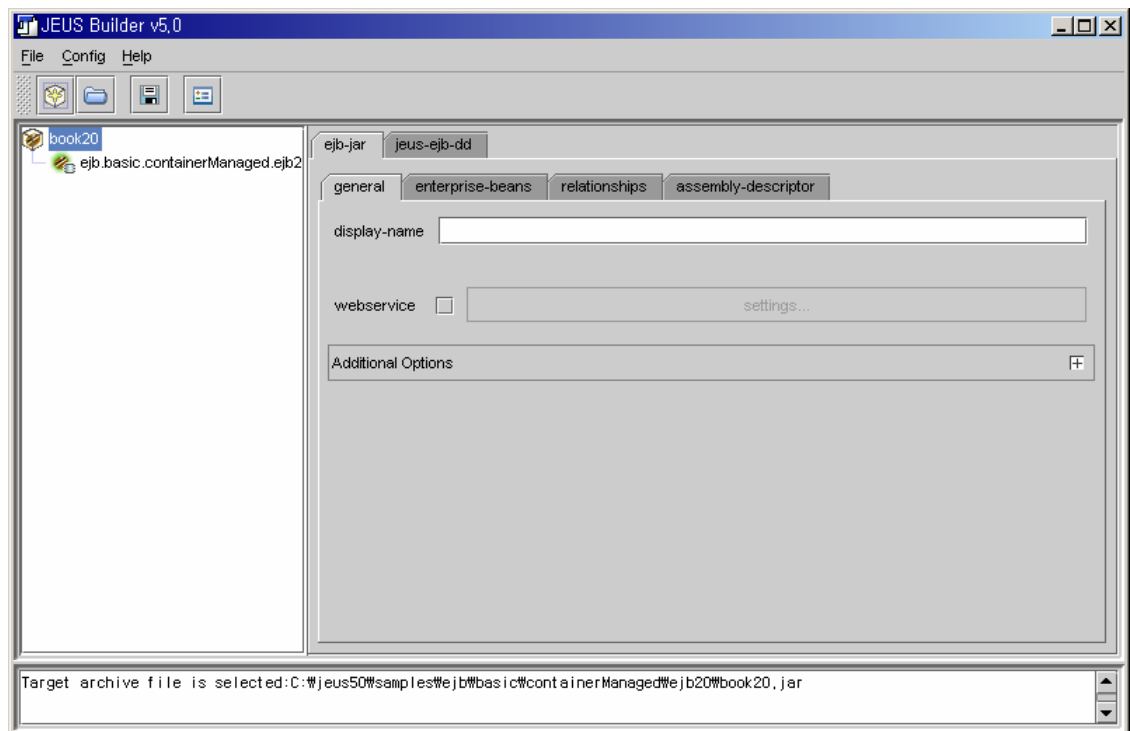 JEUS Builder v5,0
File Config Help
book20
ejb.basic.containerManaged.ejb2
ejb-jar jeus-ejb-dd
general enterprise-beans relationships assembly-descriptor
display-name
webservice settings...
Additional Options
Target archive file is selected:C:₩jeus50₩samples₩ejb₩basic₩containerManaged₩ejb20₩book20,jar